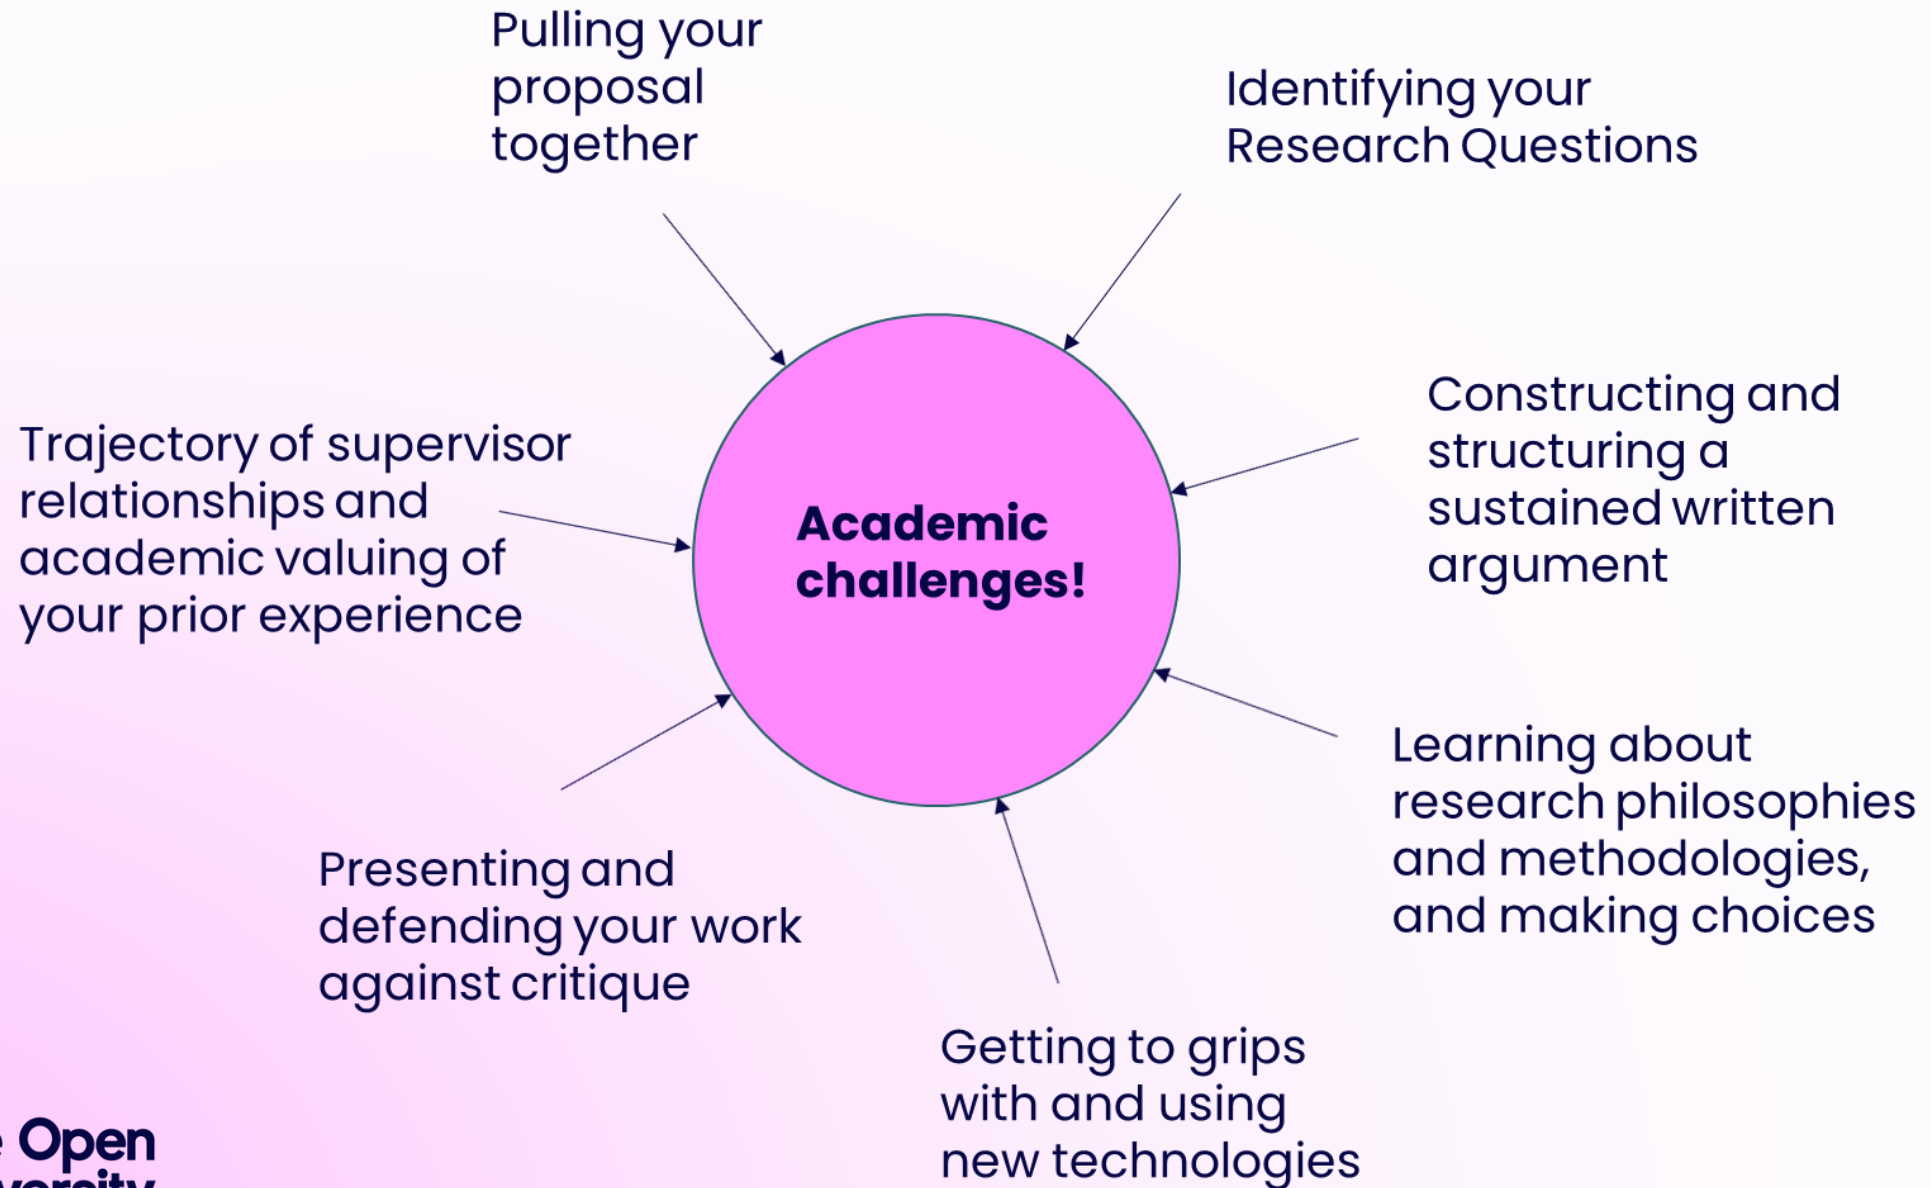 Pulling your
proposal
together
Identifying your
Research Questions
Constructing and
structuring a
sustained written
argument
Trajectory of supervisor
relationships and
academic valuing of
your prior experience
Academic
challenges!
Learning about
research philosophies
and methodologies,
and making choices
Presenting and
defending your work
against critique
Getting to grips
with and using
new technologies
Open